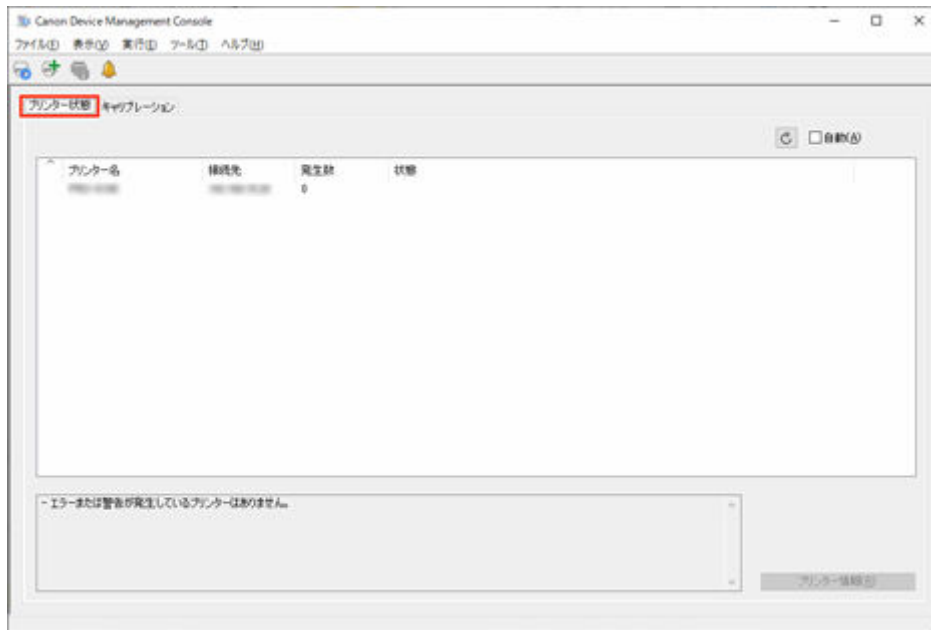 Canon Device Management Console
ファイル(F) 表示(V) 実行(I) ツール(T) ヘルプ(H)
プリンター状態 キャリブレーション
自動(A)
プリンター名 接続先 発生数 状態
0
- エラーまたは警告が発生しているプリンターはありません。
プリンター情報(R)